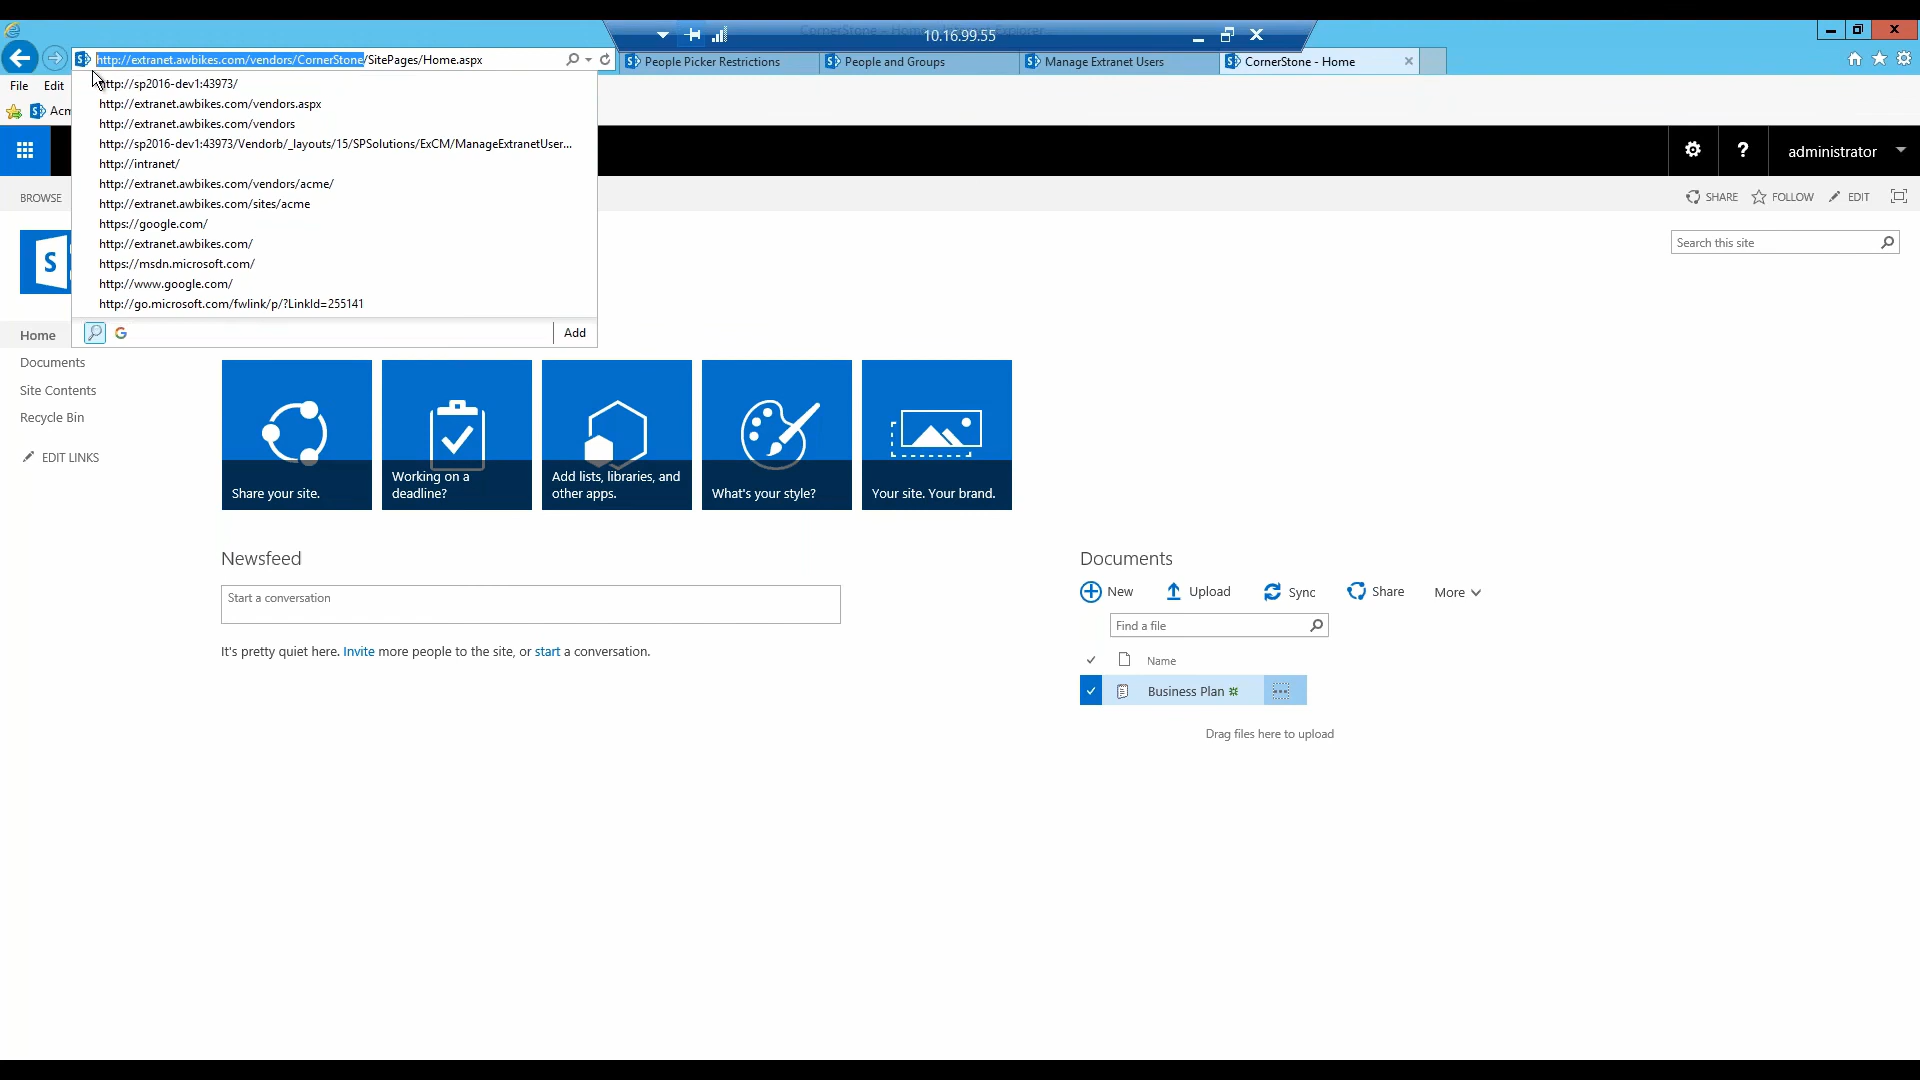 10.16.99.55
http://extranet.awbikes.com/vendors/CornerStone/SitePages/Home.aspx
People Picker Restrictions
People and Groups
Manage Extranet Users
CornerStone - Home
File Edit
http://sp2016-dev1:43973/
http://extranet.awbikes.com/vendors.aspx
Acm
http://extranet.awbikes.com/vendors
http://sp2016-dev1:43973/Vendorb/_layouts/15/SPSolutions/ExCM/ManageExtranetUser...
http://intranet/
http://extranet.awbikes.com/vendors/acme/
http://extranet.awbikes.com/sites/acme
https://google.com/
http://extranet.awbikes.com/
https://msdn.microsoft.com/
http://www.google.com/
http://go.microsoft.com/fwlink/p/?LinkId=255141
Add
? administrator
BROWSE
SHARE FOLLOW EDIT
S
Search this site
Home
Documents
Site Contents
Recycle Bin
EDIT LINKS
Share your site.
Working on a
deadline?
Add lists, libraries, and
other apps.
What's your style?
Your site. Your brand.
Newsfeed
Start a conversation
It's pretty quiet here. Invite more people to the site, or start a conversation.
Documents
New Upload Sync Share More
Find a file
Name
Business Plan ...
Drag files here to upload